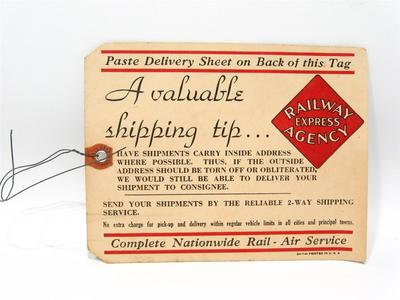 Paste Delivery Sheet on Back of this Tag
A valuable
shipping tip...
RAILWAY
EXPRESS
AGENCY
HAVE SHIPMENTS CARRY INSIDE ADDRESS
WHERE POSSIBLE. THUS, IF THE OUTSIDE
ADDRESS SHOULD BE TORN OFF OR OBLITERATED,
WE WOULD STILL BE ABLE TO DELIVER YOUR
SHIPMENT TO CONSIGNEE.
SEND YOUR SHIPMENTS BY THE RELIABLE 2-WAY SHIPPING
SERVICE.
No extra charge for pick-up and delivery within regular vehicle limits in all cities and principal towns.
Complete Nationwide Rail - Air Service
PRINTED IN U. S. A.